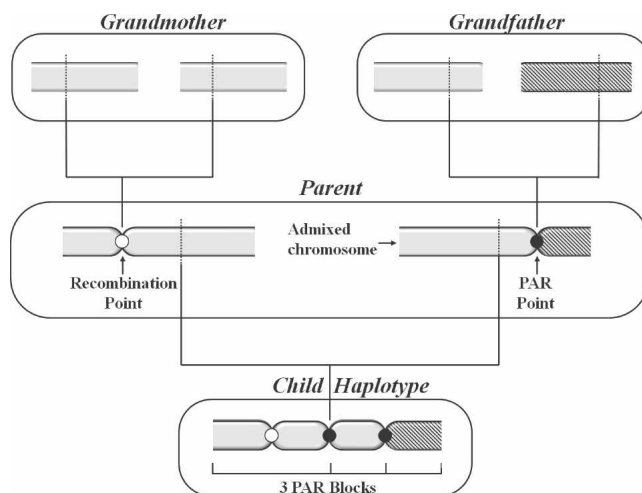 Grandmother
Grandfather
Parent
Admixed
chromosome
Recombination
Point
PAR
Point
Child Haplotype
3 PAR Blocks